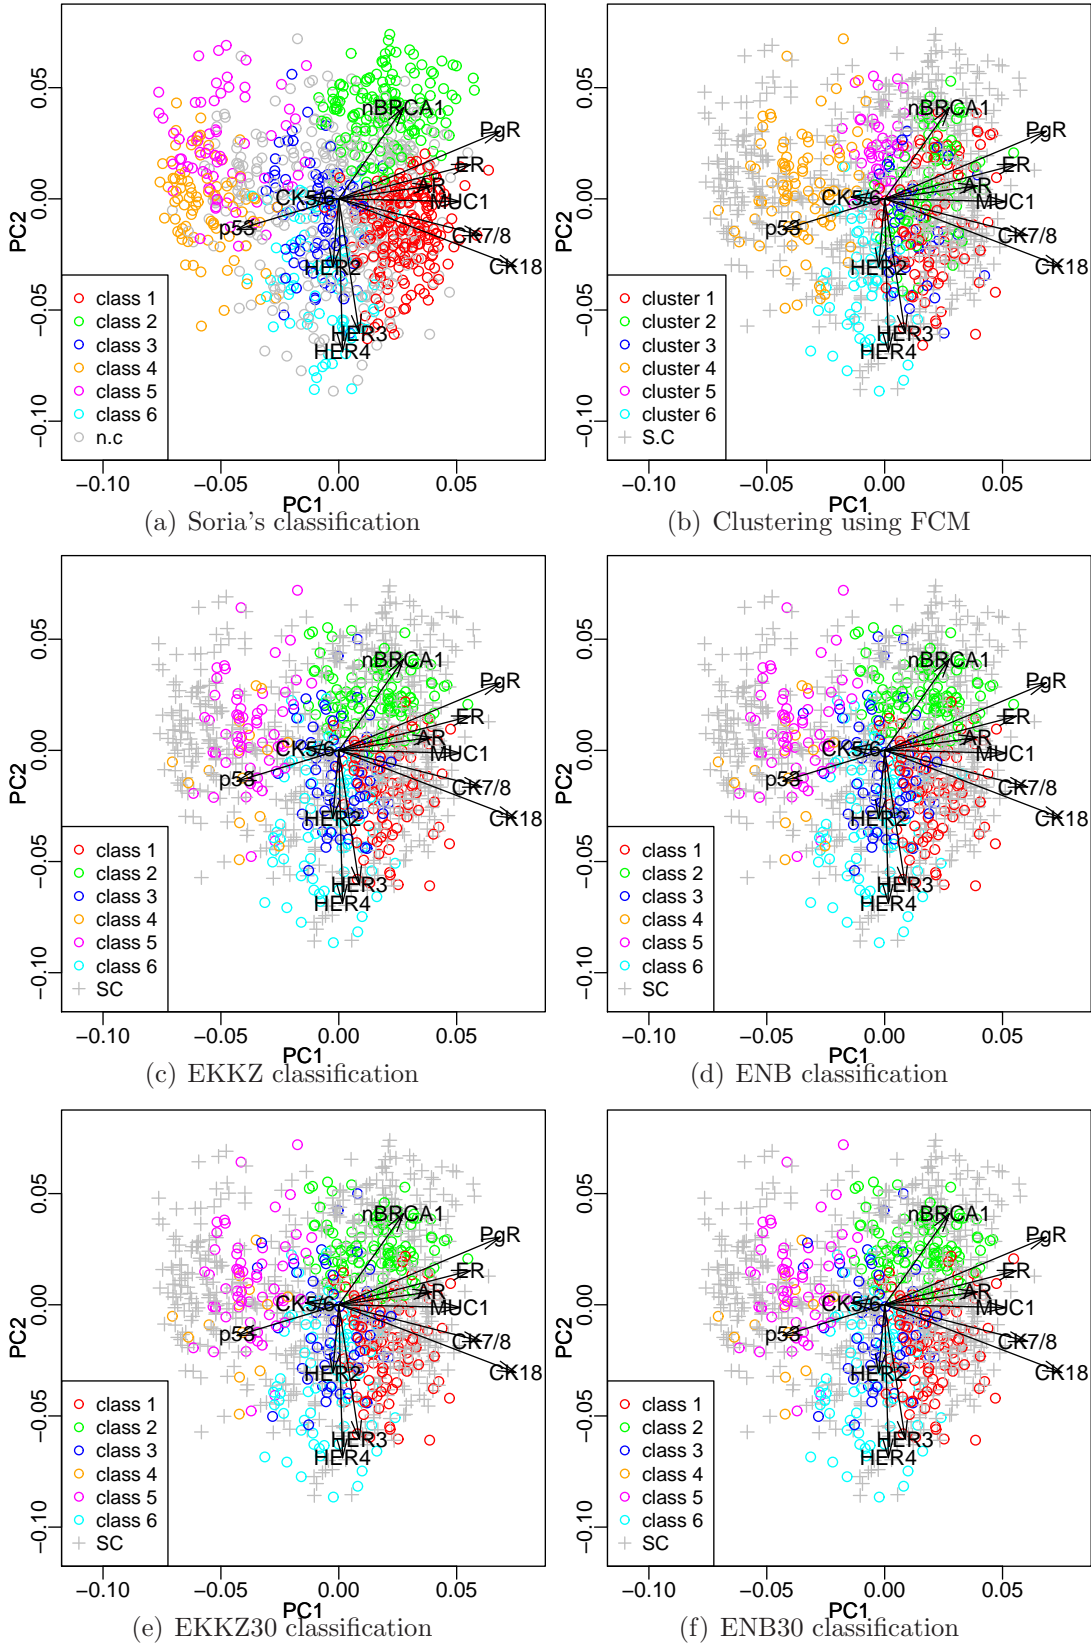 PC2
0.05
0.00
−0.05
−0.10
nBRCA1
PgR
ER
AR
CK5/6
MUC1
p53
CK7/8
HER2
CK18
HER3
HER4
class 1
class 2
class 3
class 4
class 5
class 6
n.c
−0.10
−0.05
0.00
0.05
PC1
(a) Soria's classification
PC2
0.05
0.00
−0.05
−0.10
nBRCA1
PgR
ER
AR
CK5/6
MUC1
p53
CK7/8
HER2
CK18
HER3
HER4
cluster 1
cluster 2
cluster 3
cluster 4
cluster 5
cluster 6
S.C
−0.10
−0.05
0.00
0.05
PC1
(b) Clustering using FCM
PC2
0.05
0.00
−0.05
−0.10
nBRCA1
PgR
ER
AR
CK5/6
MUC1
p53
CK7/8
HER2
CK18
HER3
HER4
class 1
class 2
class 3
class 4
class 5
class 6
SC
−0.10
−0.05
0.00
0.05
PC1
(c) EKKZ classification
PC2
0.05
0.00
−0.05
−0.10
nBRCA1
PgR
ER
AR
CK5/6
MUC1
p53
CK7/8
HER2
CK18
HER3
HER4
class 1
class 2
class 3
class 4
class 5
class 6
SC
−0.10
−0.05
0.00
0.05
PC1
(d) ENB classification
PC2
0.05
0.00
−0.05
−0.10
nBRCA1
PgR
ER
AR
CK5/6
MUC1
p53
CK7/8
HER2
CK18
HER3
HER4
class 1
class 2
class 3
class 4
class 5
class 6
SC
−0.10
−0.05
0.00
0.05
PC1
(e) EKKZ30 classification
PC2
0.05
0.00
−0.05
−0.10
nBRCA1
PgR
ER
AR
CK5/6
MUC1
p53
CK7/8
HER2
CK18
HER3
HER4
class 1
class 2
class 3
class 4
class 5
class 6
SC
−0.10
−0.05
0.00
0.05
PC1
(f) ENB30 classification